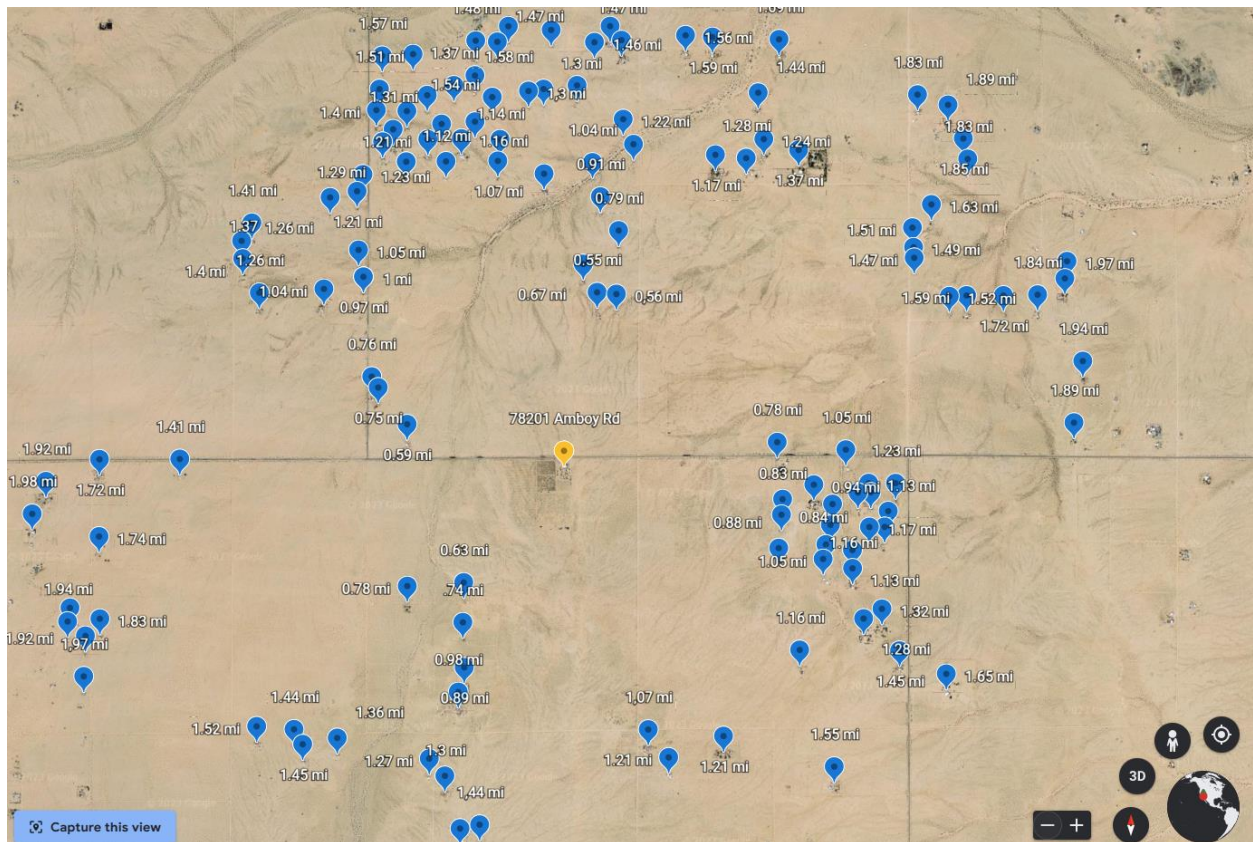 1.48 mi
1.47 mi
1.47 mi
1.69 mi
1.57 mi
1.51 mi
1.37 mi
1.58 mi
1.46 mi
1.3 mi
1.56 mi
1.59 mi
1.44 mi
1.83 mi
1.89 mi
1.54 mi
1.31 mi
1,3 mi
1.4 mi
1.14 mi
1.04 mi
1.22 mi
1.28 mi
1.83 mi
1.21 mi
1.12 mi
1.16 mi
1.24 mi
1.29 mi
1.23 mi
0.91 mi
1.37 mi
1.85 mi
1.41 mi
1.07 mi
1.17 mi
0.79 mi
1.63 mi
1.37
1.26 mi
1.21 mi
1.51 mi
1.4 mi
1.26 mi
1.05 mi
0.55 mi
1.47 mi
1.49 mi
1.84 mi
1.97 mi
1.04 mi
1 mi
0.97 mi
0.67 mi
0,56 mi
1.59 mi
1.52 mi
1.72 mi
1.94 mi
0.76 mi
1.89 mi
0.75 mi
78201 Amboy Rd
0.78 mi
1.05 mi
1.92 mi
1.41 mi
0.59 mi
1.23 mi
1.98 mi
1.72 mi
0.83 mi
0.94 mi
1,13 mi
0.88 mi
0.84 mi
1.17 mi
1.74 mi
0.63 mi
1.05 mi
1.16 mi
1.13 mi
1.94 mi
0.78 mi
.74 mi
1.92 mi
1.83 mi
1,97 mi
1.16 mi
1.32 mi
0.98 mi
1.28 mi
0.89 mi
1.45 mi
1.65 mi
1.52 mi
1.44 mi
1.36 mi
1,07 mi
1.45 mi
1.27 mi
1,3 mi
1.21 mi
1.21 mi
1.55 mi
1,44 mi
3D
Capture this view